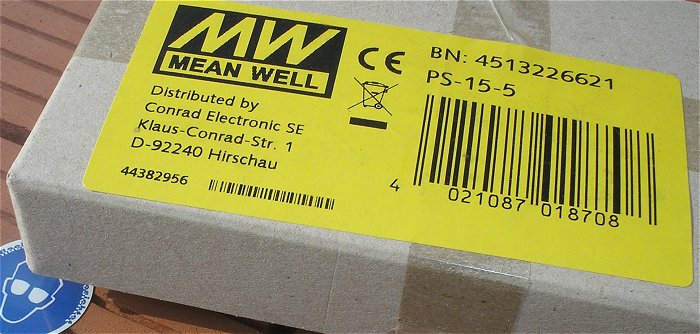 MW
MEAN WELL
Distributed by
Conrad Electronic SE
Klaus-Conrad-Str. 1
D-92240 Hirschau
44382956
CE
BN: 4513226621
PS-15-5
4 021087 018708